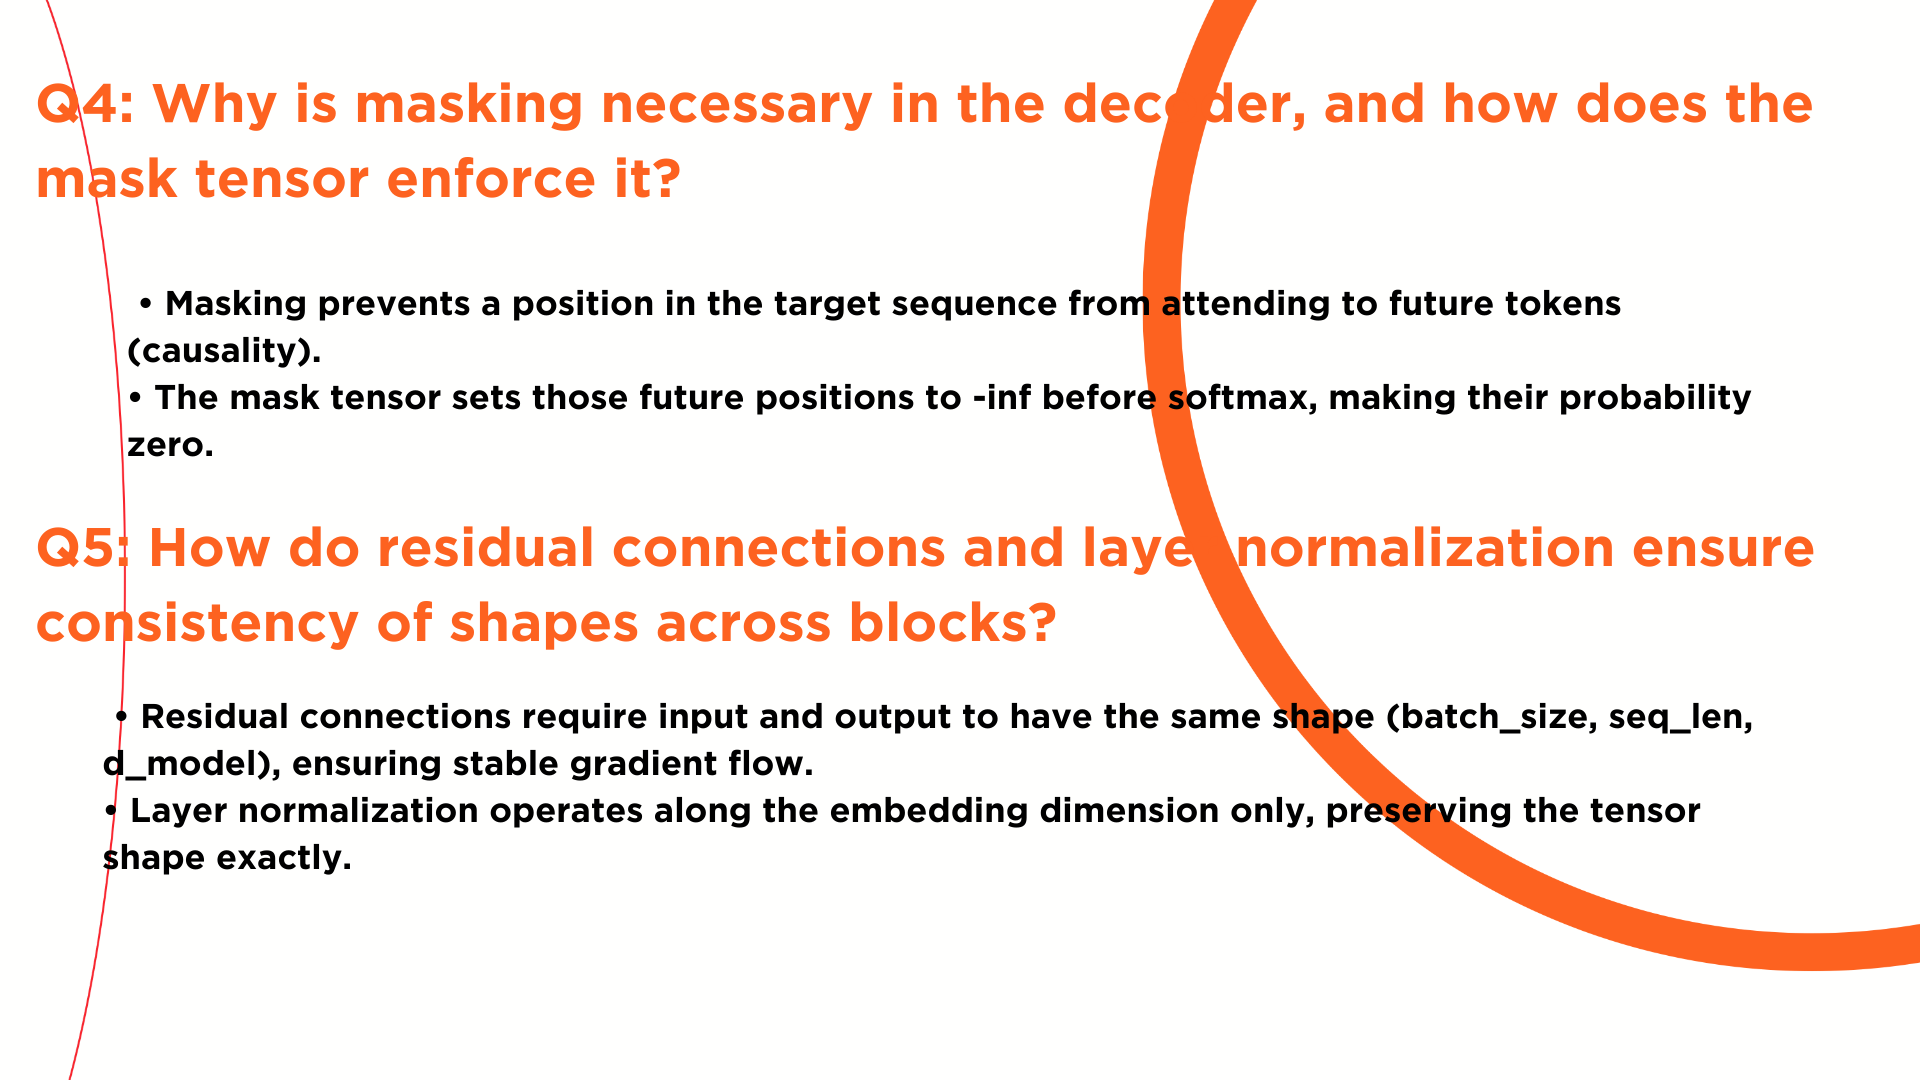 Q4: Why is masking necessary in the decoder, and how does the
mask tensor enforce it?
• Masking prevents a position in the target sequence from attending to future tokens
(causality).
• The mask tensor sets those future positions to -inf before softmax, making their probability
zero.
Q5: How do residual connections and layer normalization ensure
consistency of shapes across blocks?
• Residual connections require input and output to have the same shape (batch_size, seq_len,
d_model), ensuring stable gradient flow.
• Layer normalization operates along the embedding dimension only, preserving the tensor
shape exactly.